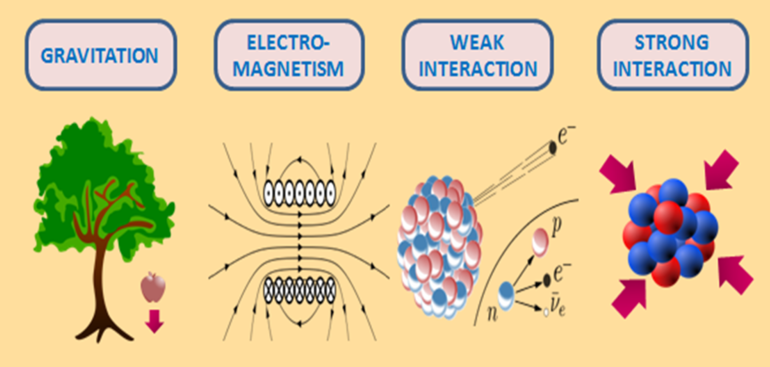 GRAVITATION
ELECTRO-
MAGNETISM
WEAK
INTERACTION
STRONG
INTERACTION
e⁻
p
e⁻
n
ν̄ₑ